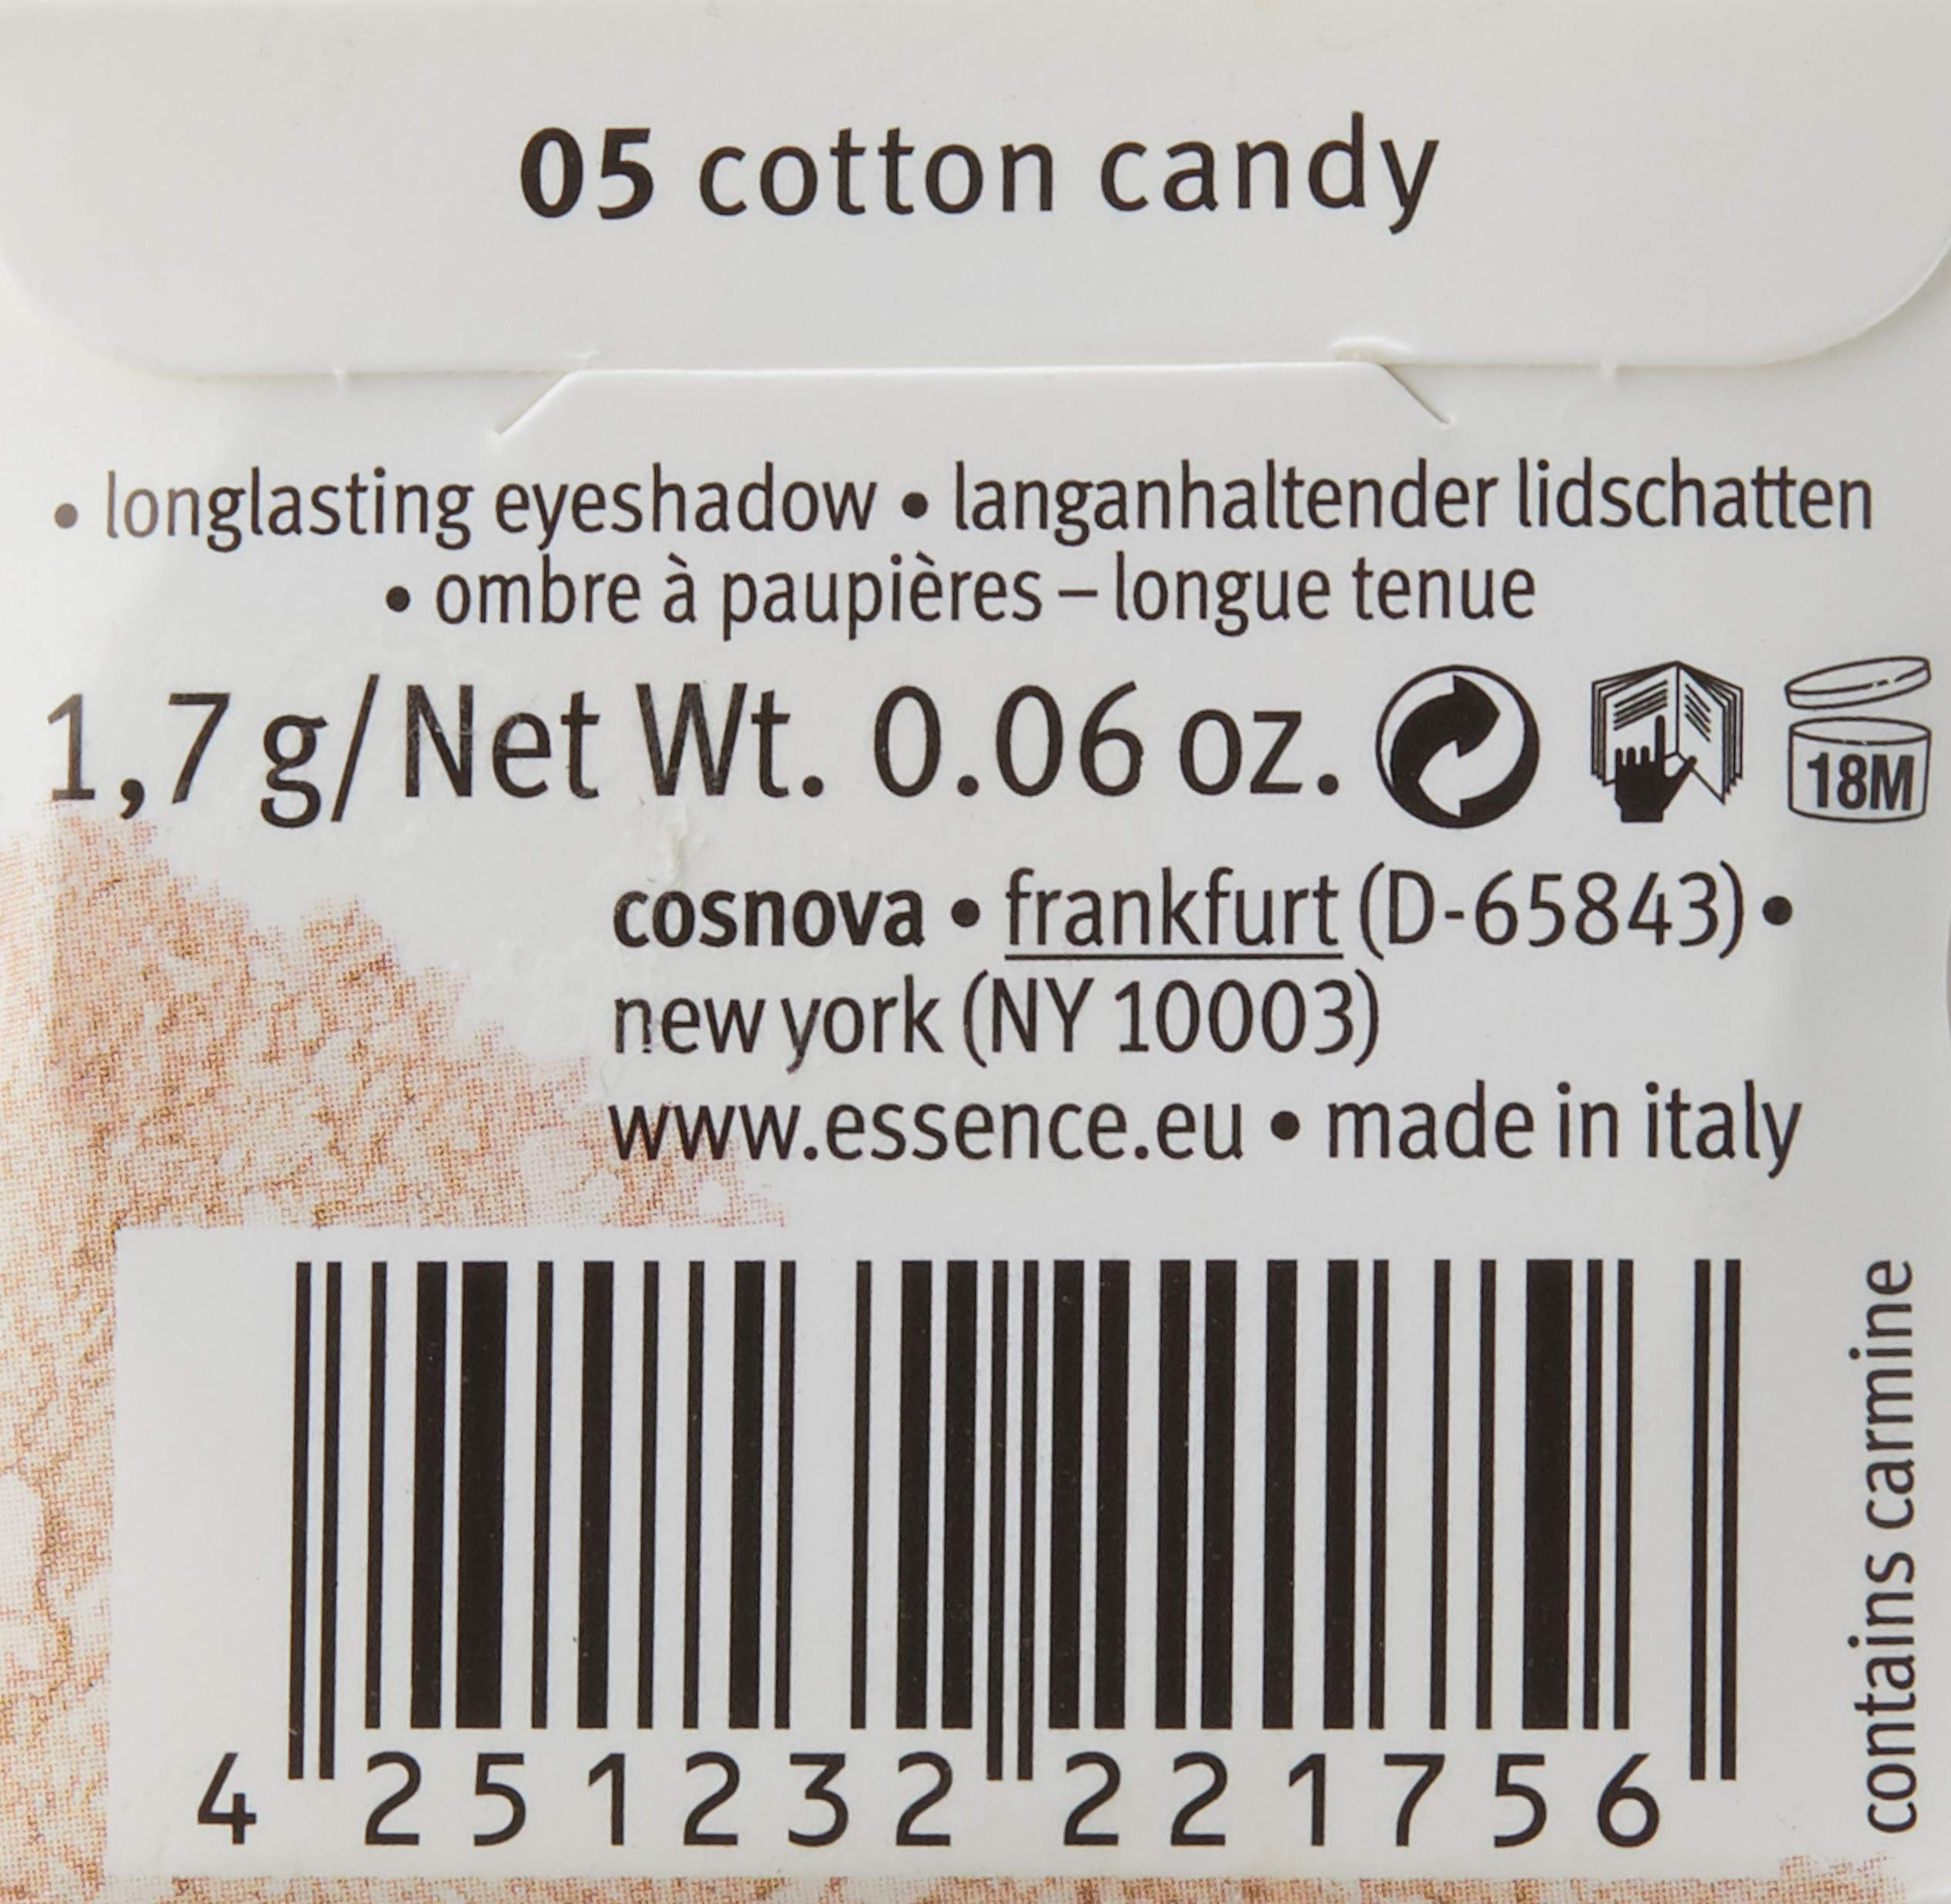 05 cotton candy
• longlasting eyeshadow • langanhaltender lidschatten
• ombre à paupières – longue tenue
1,7 g/Net Wt. 0.06 oz.
18M
cosnova • frankfurt (D-65843) •
new york (NY 10003)
www.essence.eu • made in italy
contains carmine
4 251232 221756